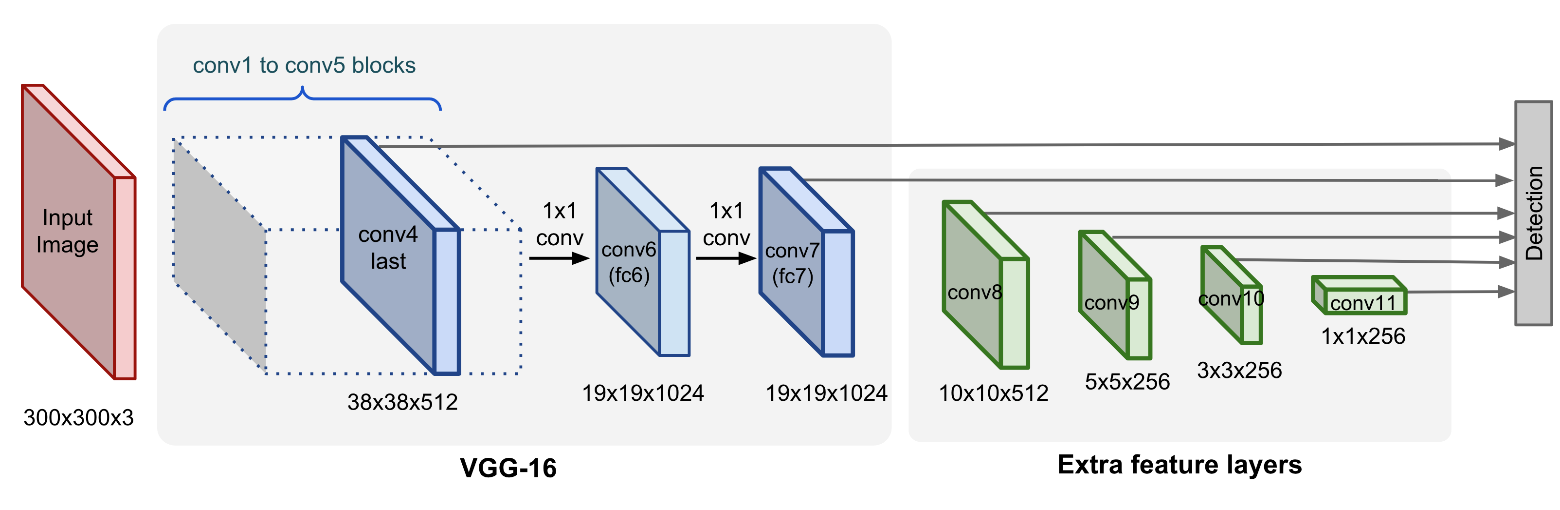 conv1 to conv5 blocks
Input
Image
300x300x3
conv4
last
38x38x512
1x1
conv
conv6
(fc6)
19x19x1024
1x1
conv
conv7
(fc7)
19x19x1024
VGG-16
conv8
10x10x512
conv9
5x5x256
conv10
3x3x256
conv11
1x1x256
Extra feature layers
Detection